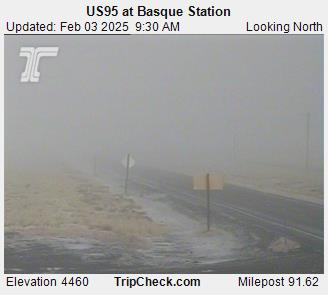 US95 at Basque Station
Updated: Feb 03 2025 9:30 AM Looking North
Elevation 4460 TripCheck.com Milepost 91.62